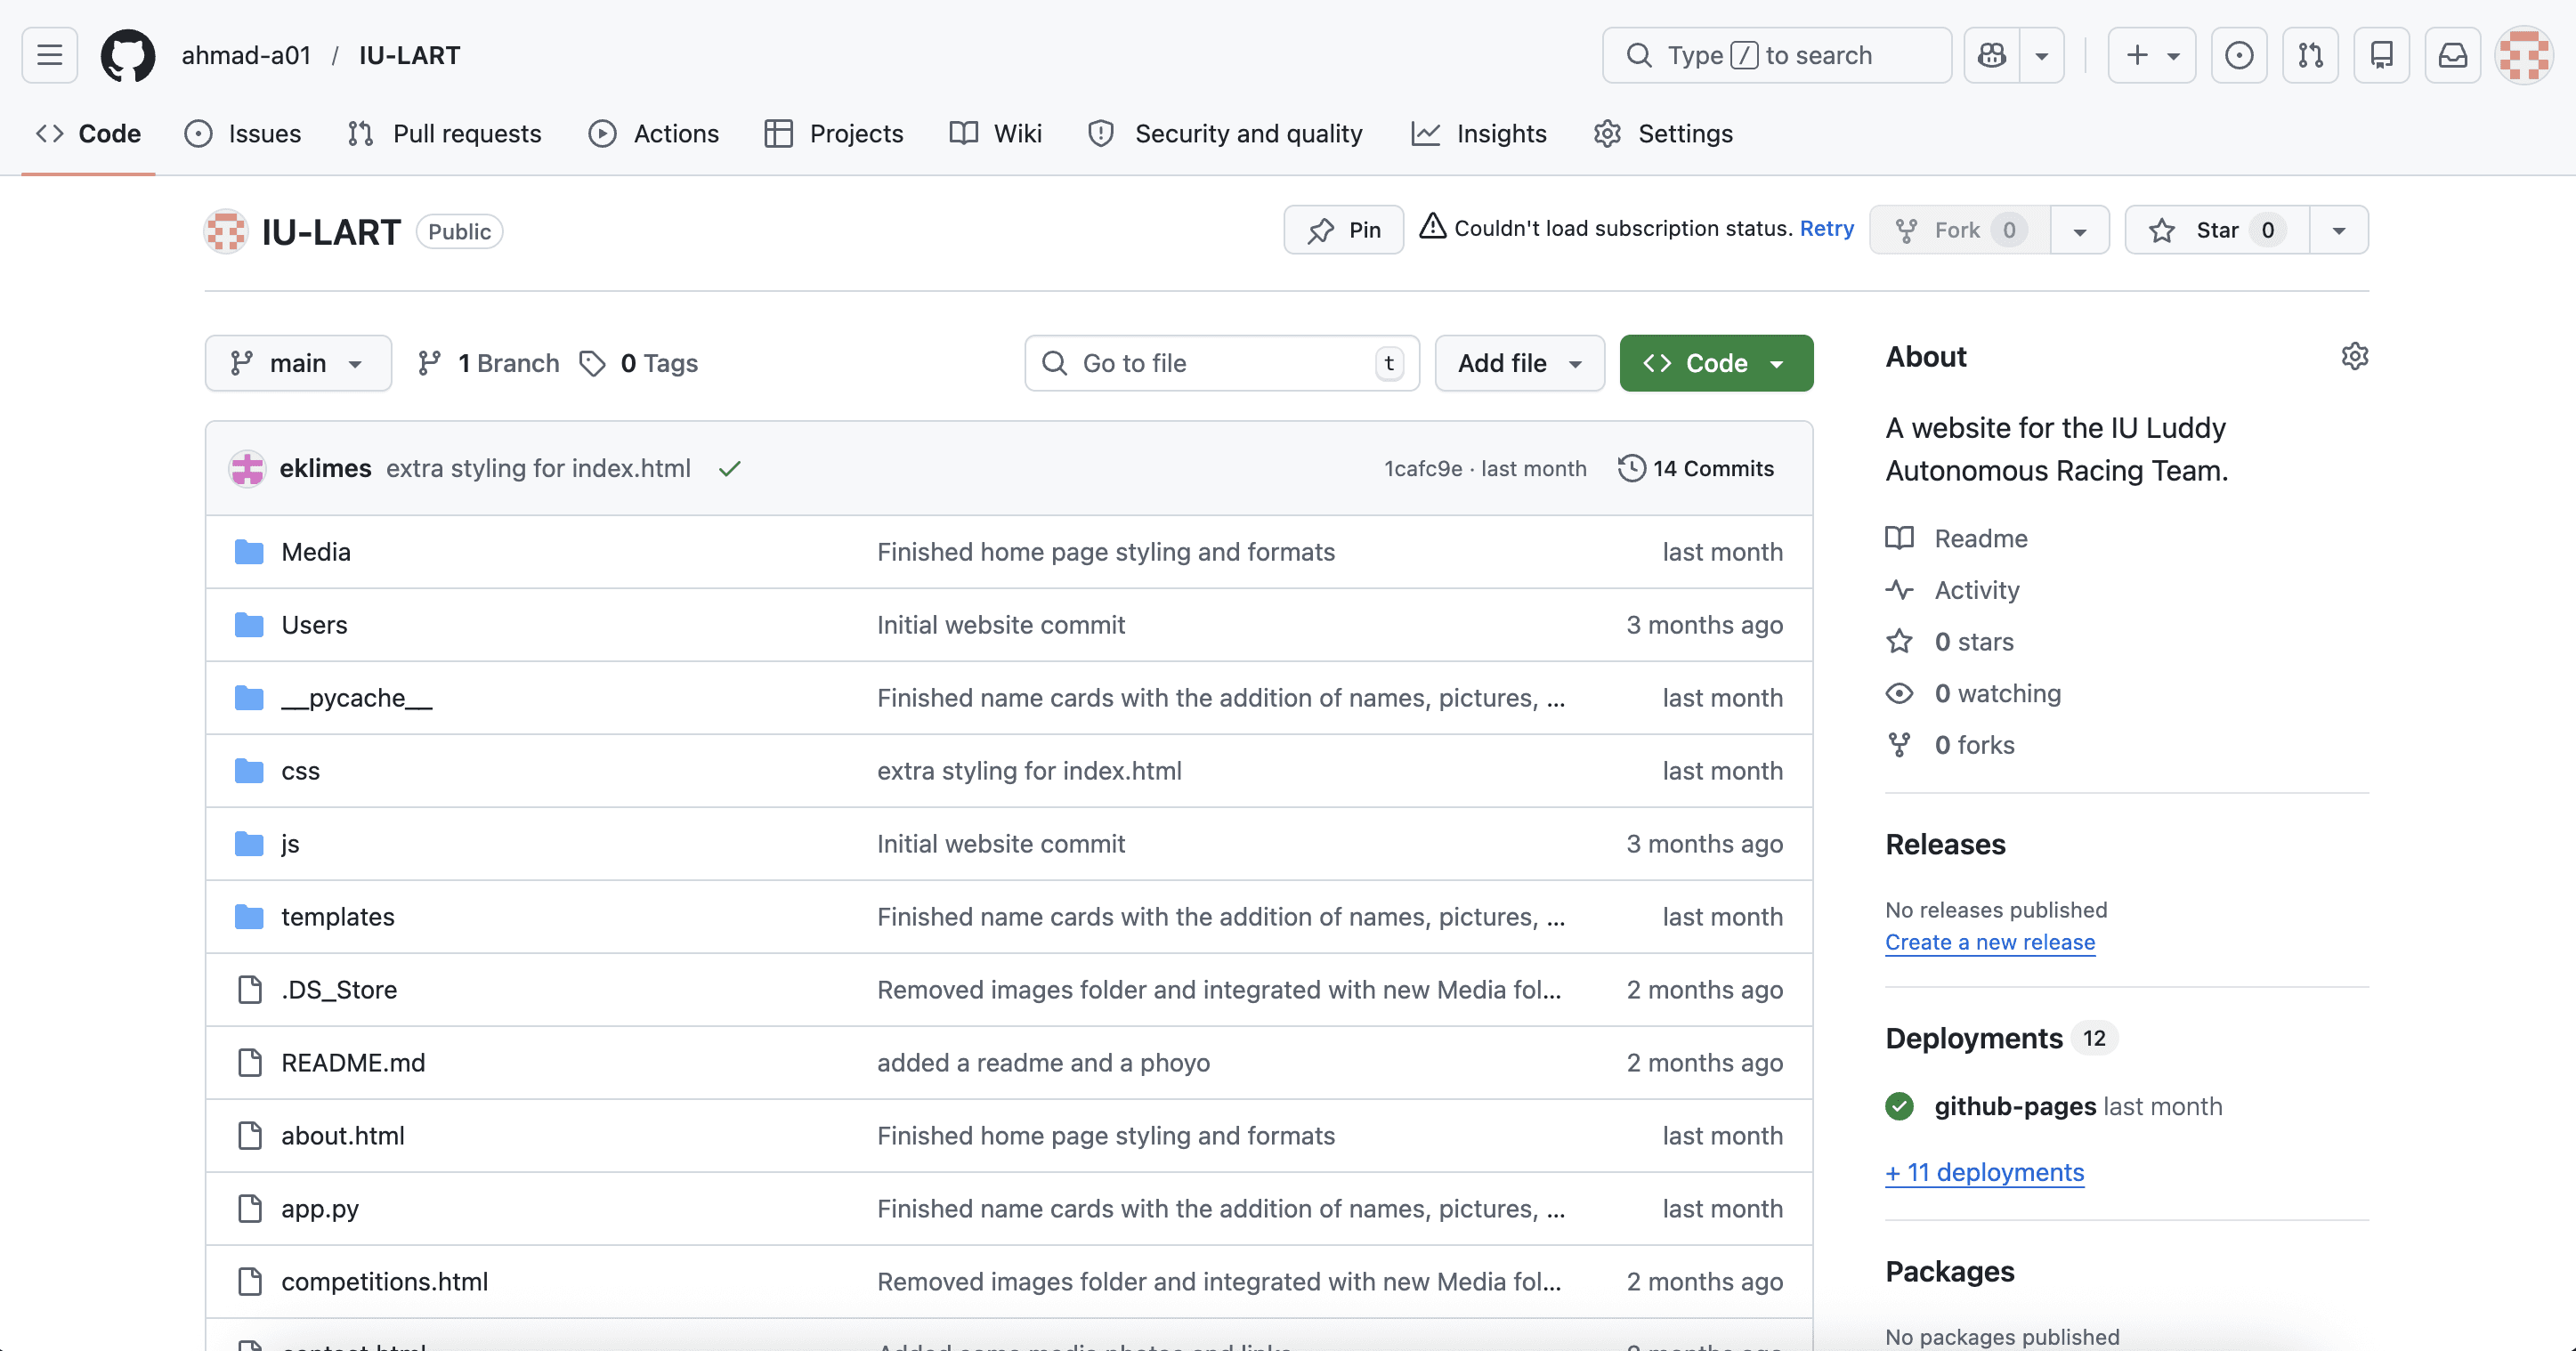 ahmad-a01 / IU-LART
Type / to search
Code Issues Pull requests Actions Projects Wiki Security and quality Insights Settings
IU-LART Public
Pin Couldn't load subscription status. Retry Fork 0 Star 0
main 1 Branch 0 Tags
Go to file t Add file Code
eklimes extra styling for index.html 1cafc9e · last month 14 Commits
Media Finished home page styling and formats last month
Users Initial website commit 3 months ago
__pycache__ Finished name cards with the addition of names, pictures, ... last month
css extra styling for index.html last month
js Initial website commit 3 months ago
templates Finished name cards with the addition of names, pictures, ... last month
.DS_Store Removed images folder and integrated with new Media fol... 2 months ago
README.md added a readme and a phoyo 2 months ago
about.html Finished home page styling and formats last month
app.py Finished name cards with the addition of names, pictures, ... last month
competitions.html Removed images folder and integrated with new Media fol... 2 months ago
About
A website for the IU Luddy
Autonomous Racing Team.
Readme
Activity
0 stars
0 watching
0 forks
Releases
No releases published
Create a new release
Deployments 12
github-pages last month
+ 11 deployments
Packages
No packages published